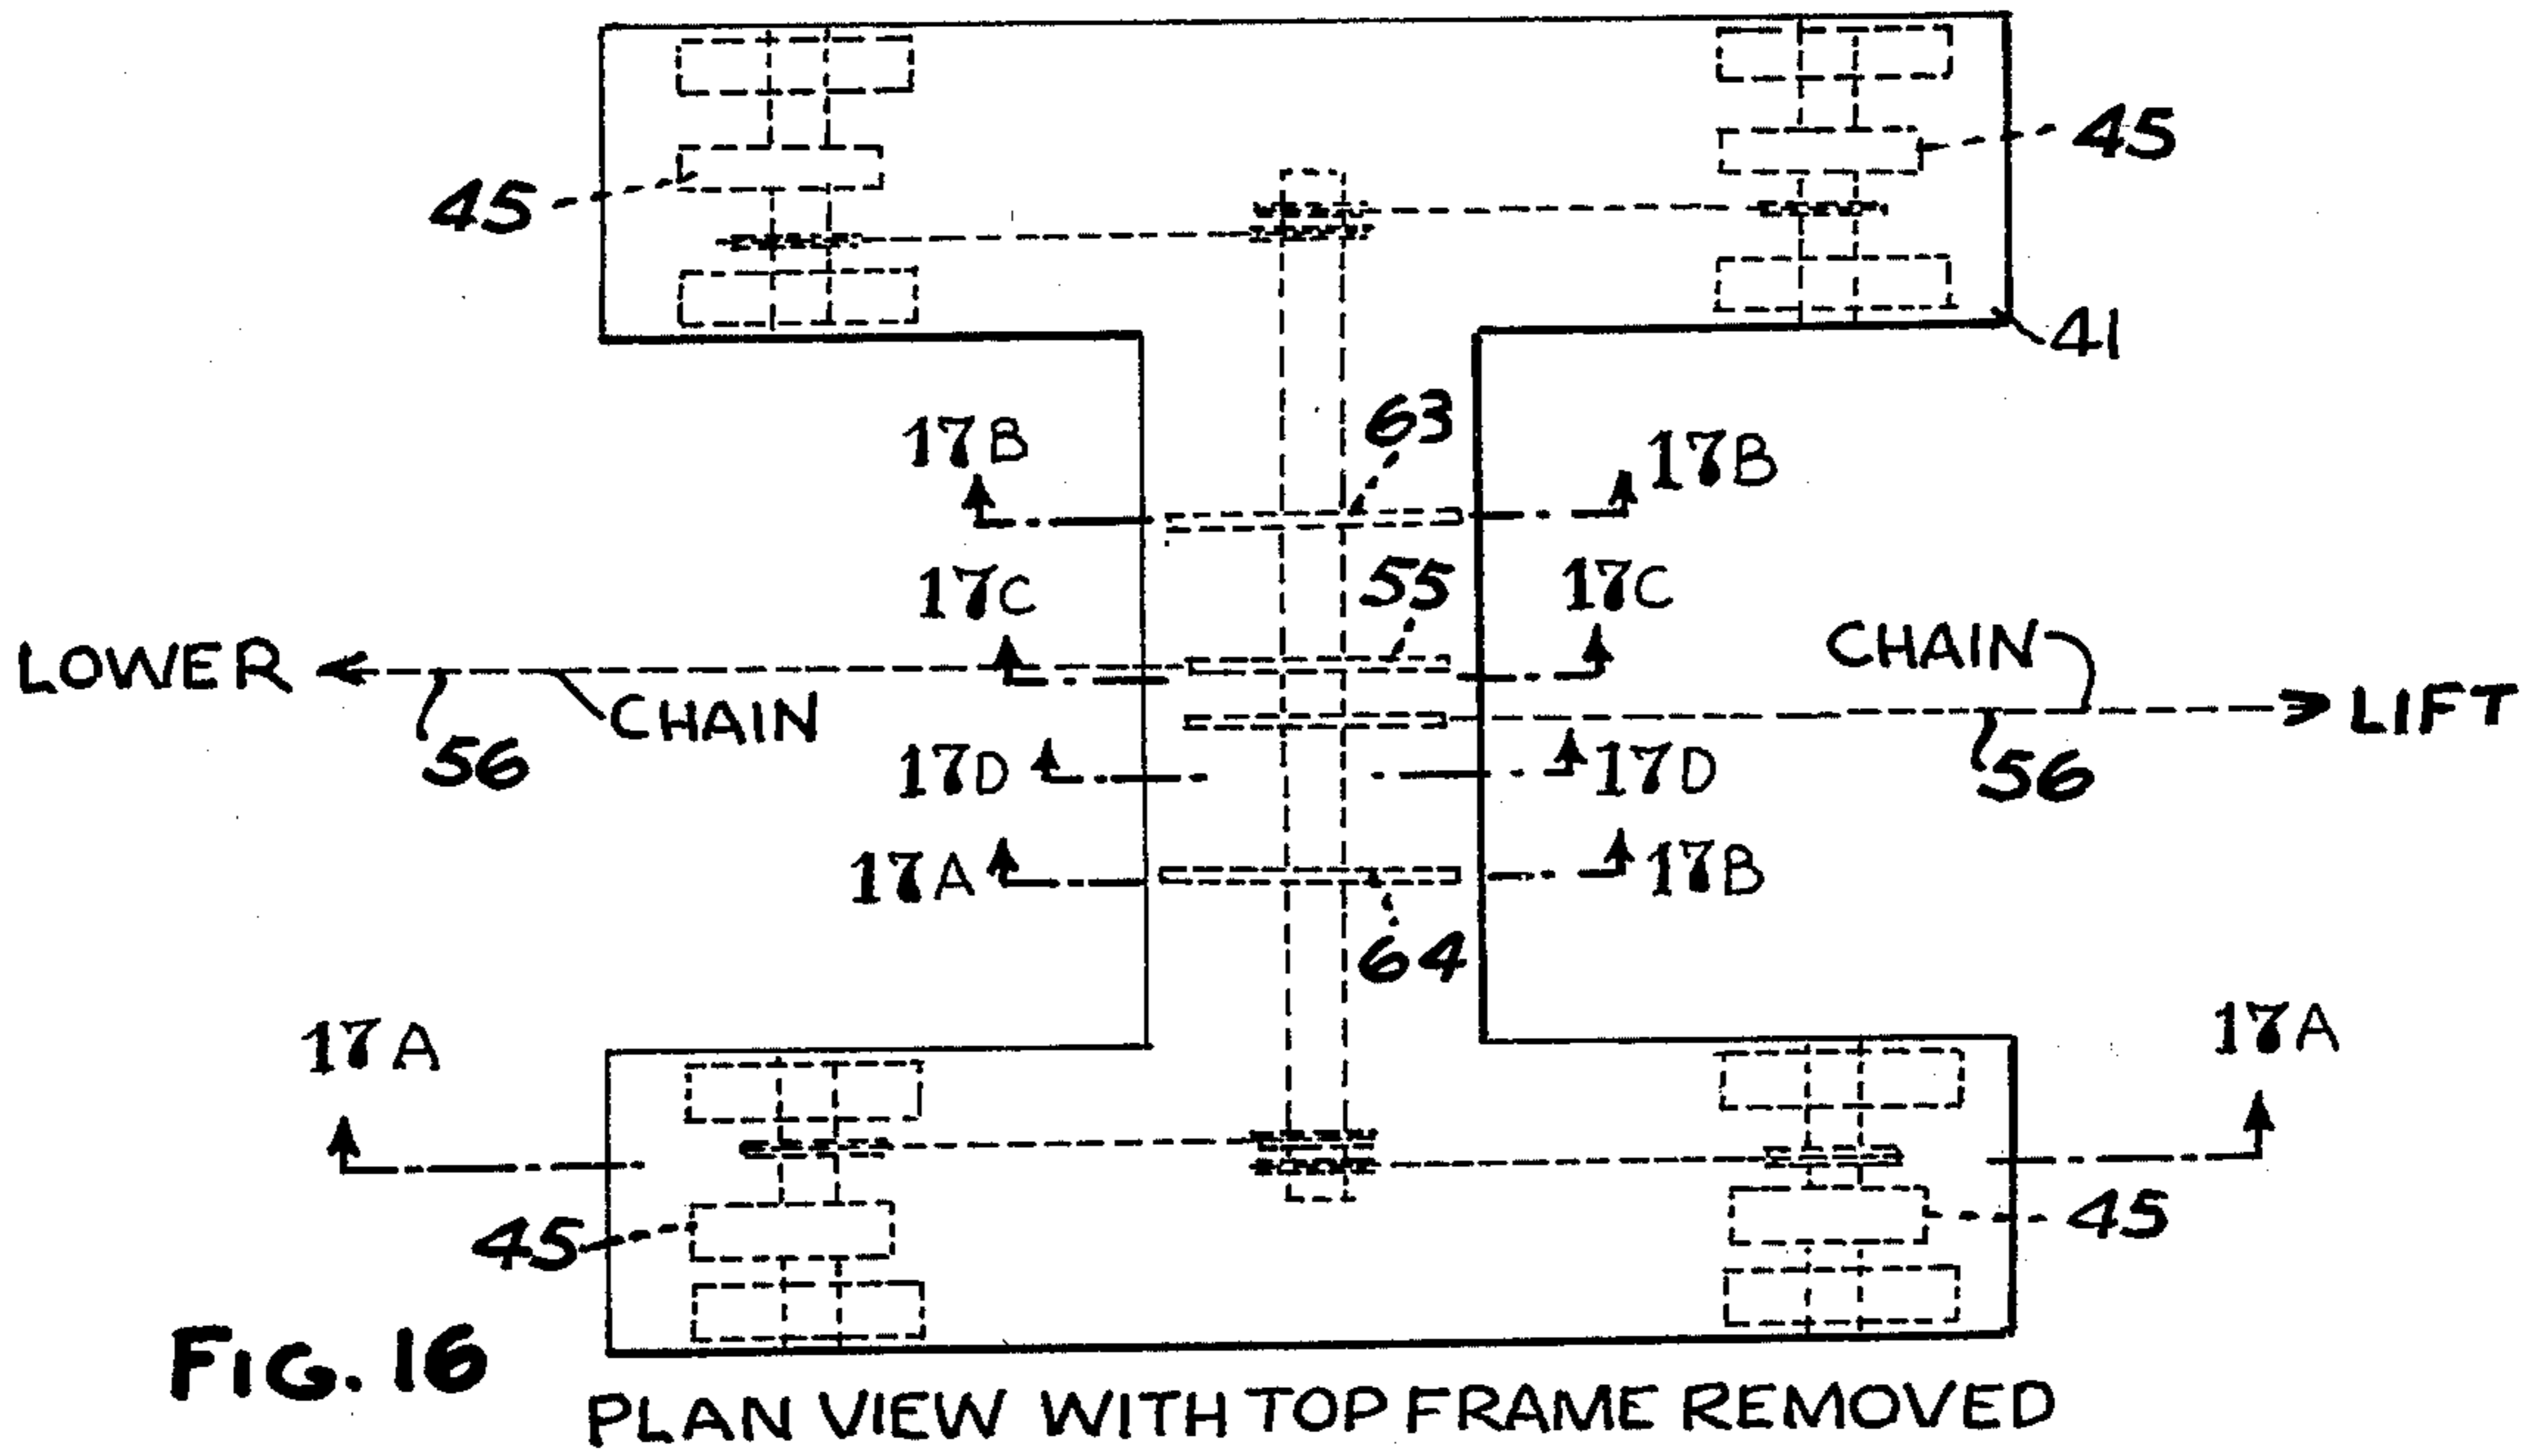 45
45
41
63
17B
17B
55
17C
17C
CHAIN
LOWER
LIFT
CHAIN
56
56
17D
17D
17A
17B
64
17A
17A
45
45
FIG. 16
PLAN VIEW WITH TOP FRAME REMOVED